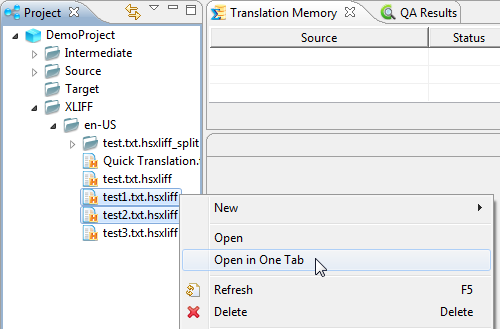 Project
Translation Memory
QA Results
DemoProject
Source
Status
Intermediate
Source
Target
XLIFF
en-US
test.txt.hsxliff_split
Quick Translation.
test.txt.hsxliff
test1.txt.hsxliff
test2.txt.hsxliff
test3.txt.hsxliff
New
Open
Open in One Tab
Refresh F5
Delete Delete